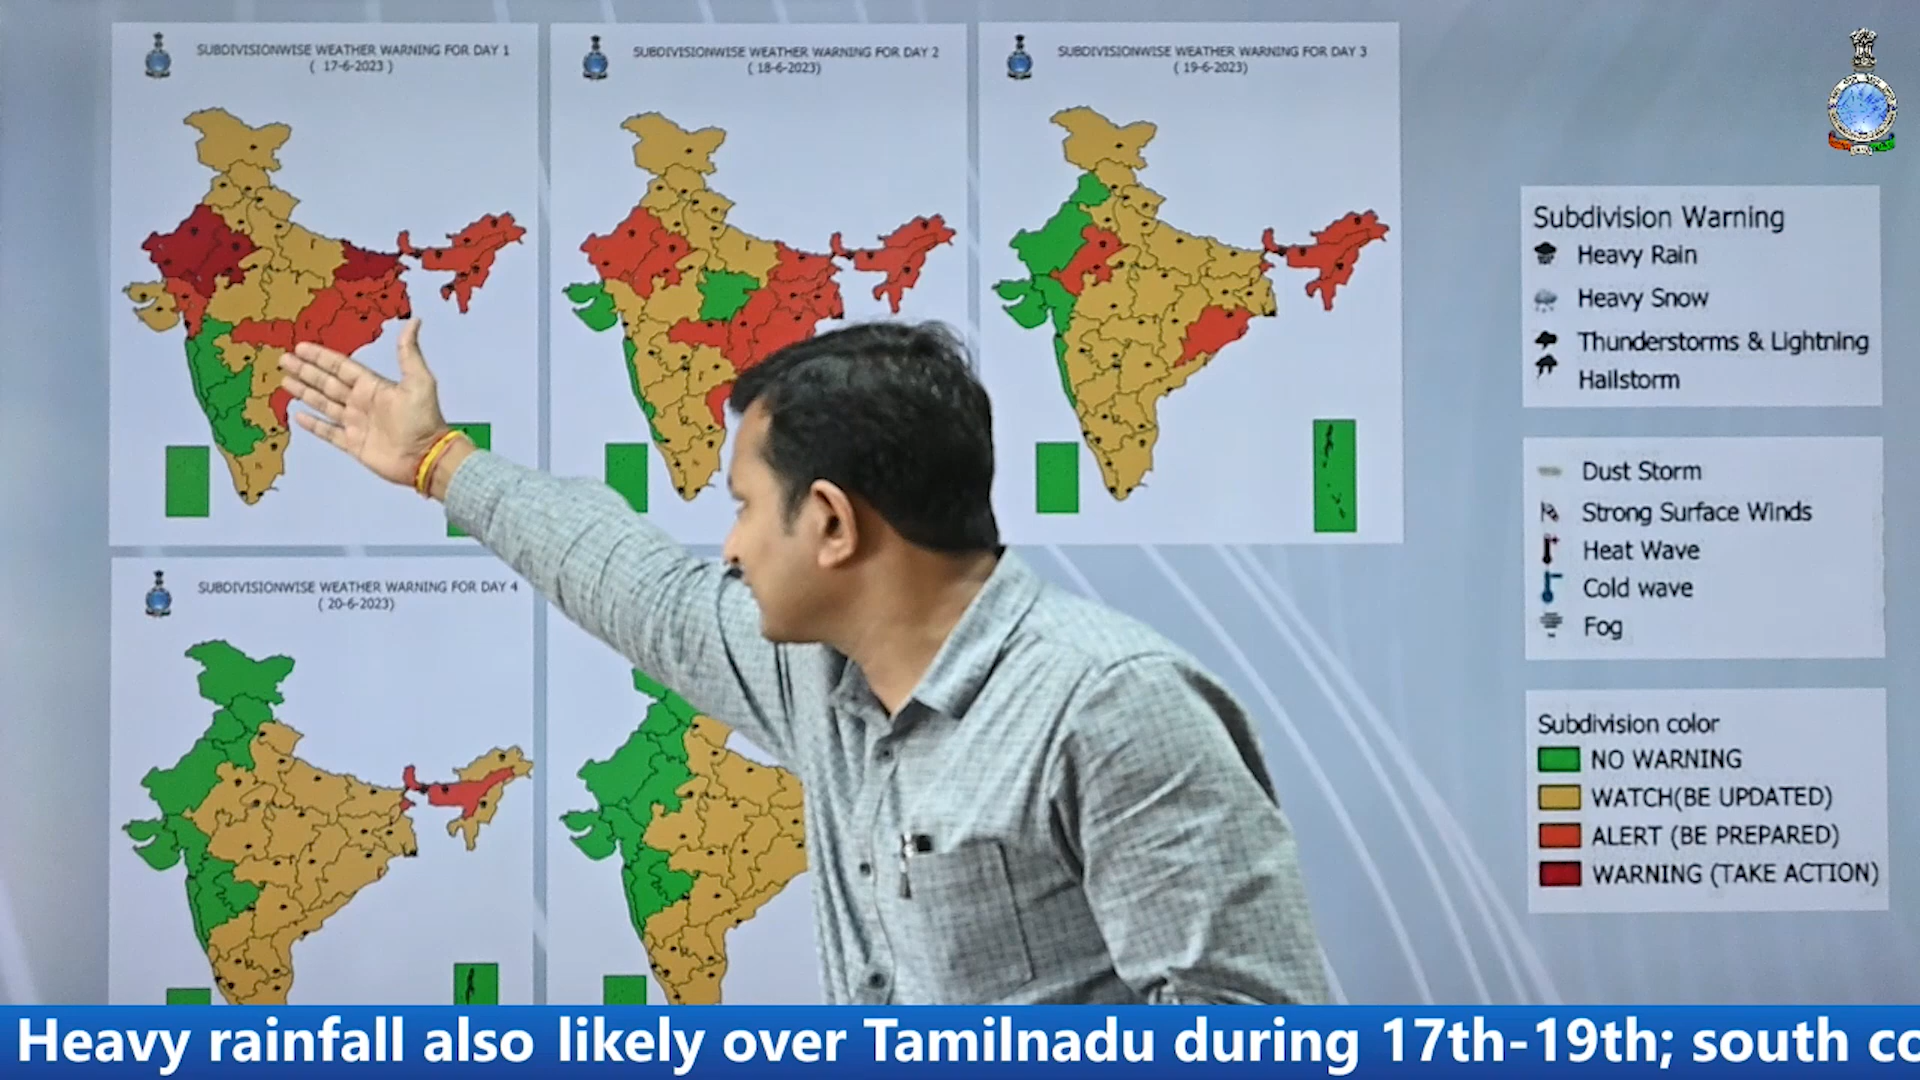 SUBDIVISIONWISE WEATHER WARNING FOR DAY 1
( 17-6-2023 )
SUBDIVISIONWISE WEATHER WARNING FOR DAY 2
( 18-6-2023)
SUBDIVISIONWISE WEATHER WARNING FOR DAY 3
( 19-6-2023)
SUBDIVISIONWISE WEATHER WARNING FOR DAY 4
( 20-6-2023)
Subdivision Warning
Heavy Rain
Heavy Snow
Thunderstorms & Lightning
Hailstorm
Dust Storm
Strong Surface Winds
Heat Wave
Cold wave
Fog
Subdivision color
NO WARNING
WATCH(BE UPDATED)
ALERT (BE PREPARED)
WARNING (TAKE ACTION)
Heavy rainfall also likely over Tamilnadu during 17th-19th; south co